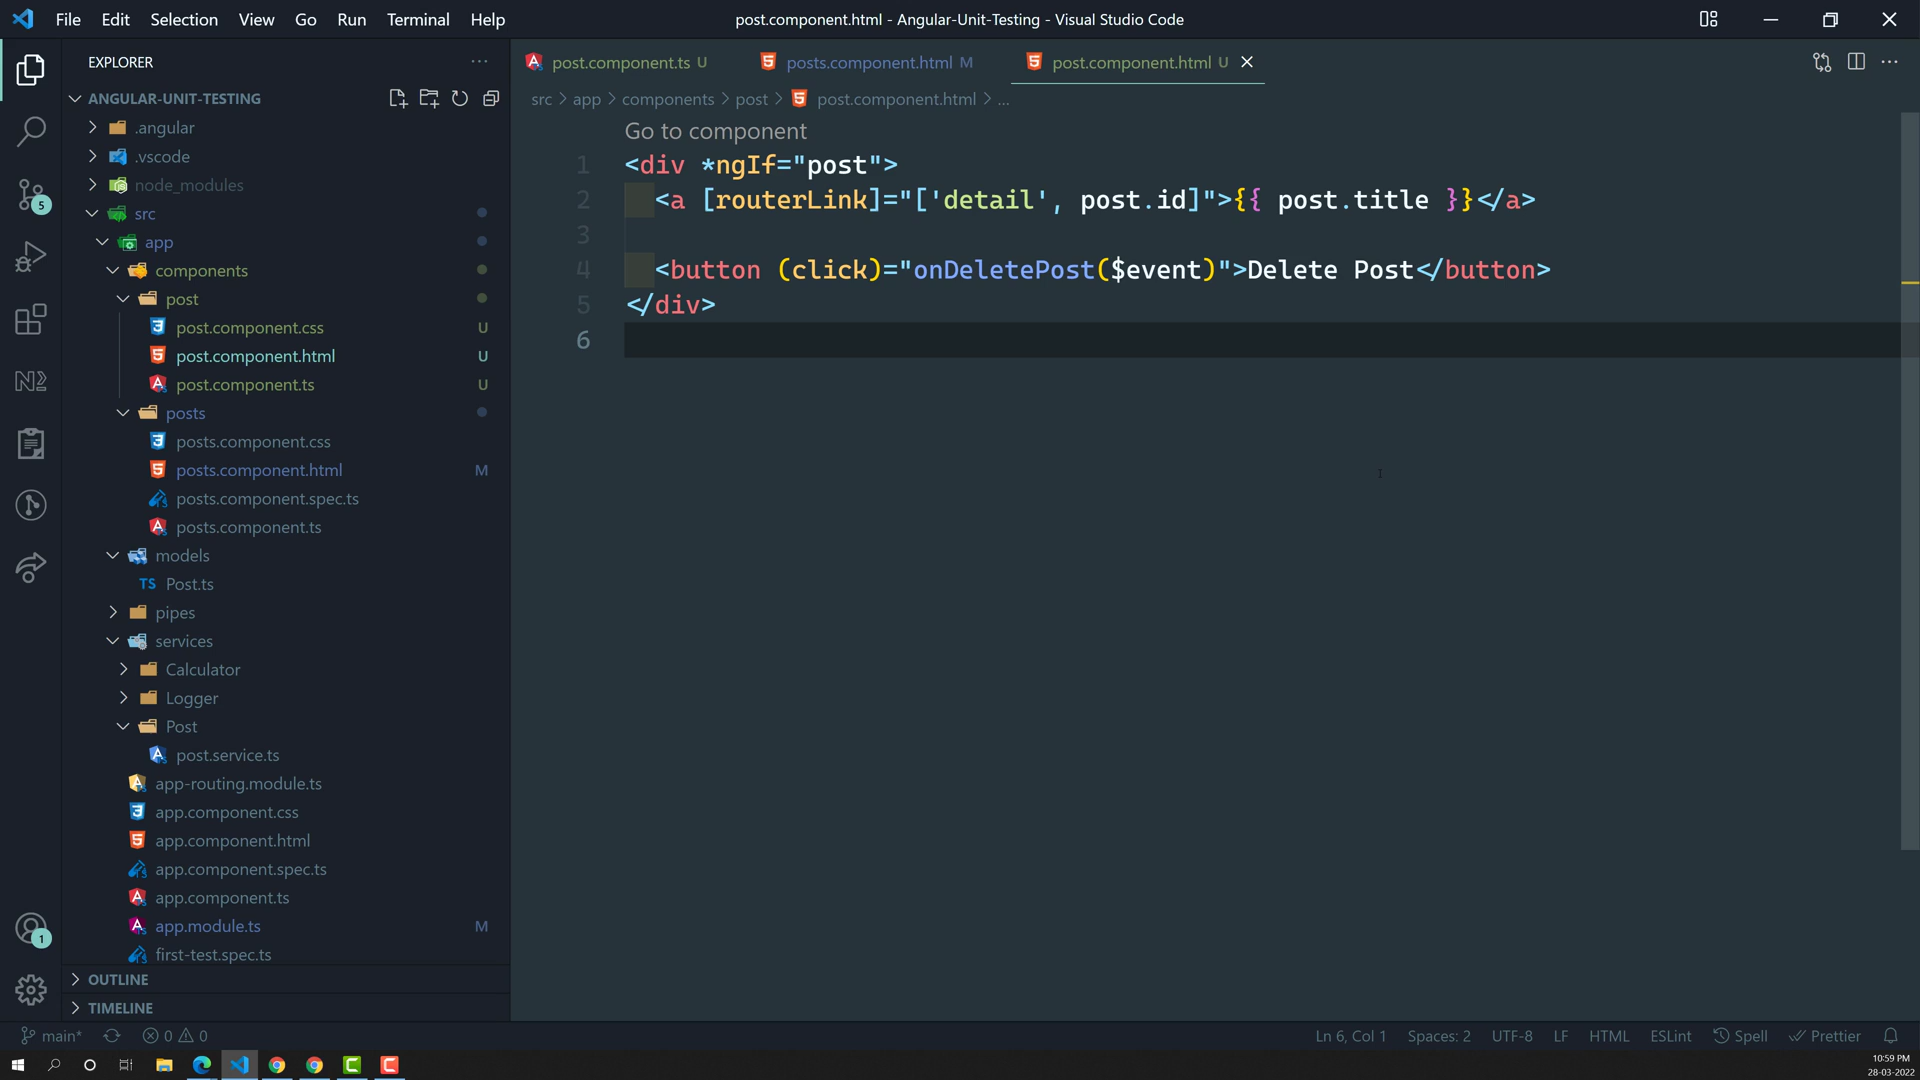 File Edit Selection View Go Run Terminal Help
post.component.html - Angular-Unit-Testing - Visual Studio Code
EXPLORER
ANGULAR-UNIT-TESTING
.angular
.vscode
node_modules
src
app
components
post
post.component.css U
post.component.html U
post.component.ts U
posts
posts.component.css
posts.component.html M
posts.component.spec.ts
posts.component.ts
models
TS Post.ts
pipes
services
Calculator
Logger
Post
post.service.ts
app-routing.module.ts
app.component.css
app.component.html
app.component.spec.ts
app.component.ts
app.module.ts M
first-test.spec.ts
OUTLINE
TIMELINE
5
1
post.component.ts U
posts.component.html M
post.component.html U
src > app > components > post > post.component.html > ...
Go to component
1 <div *ngIf="post">
2 <a [routerLink]="['detail', post.id]">{{ post.title }}</a>
3
4 <button (click)="onDeletePost($event)">Delete Post</button>
5 </div>
6
main* 0 0
Ln 6, Col 1 Spaces: 2 UTF-8 LF HTML ESLint Spell Prettier
10:59 PM
28-03-2022